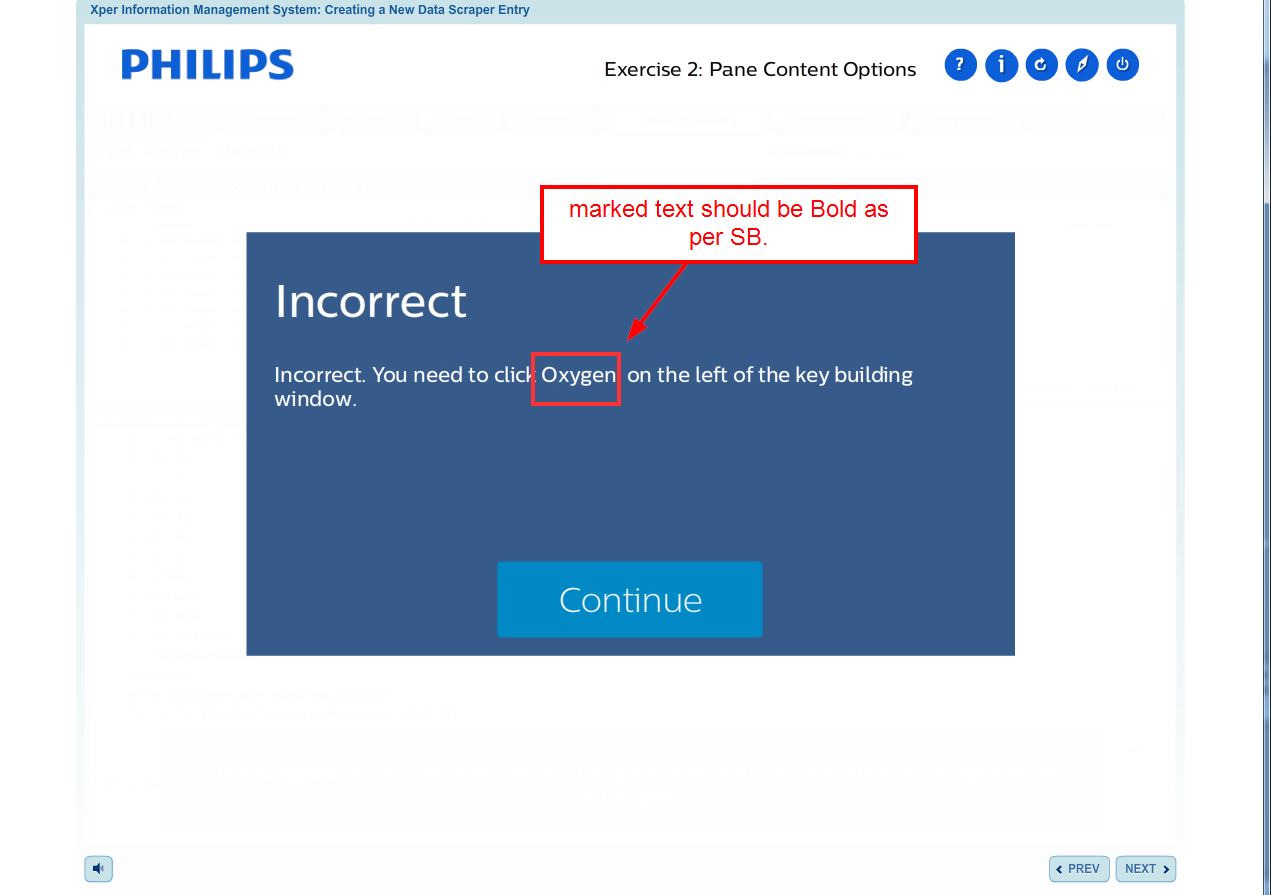 Xper Information Management System: Creating a New Data Scraper Entry
PHILIPS
Exercise 2: Pane Content Options
marked text should be Bold as
per SB.
Incorrect
Incorrect. You need to click Oxygen on the left of the key building
window.
Continue
PREV
NEXT